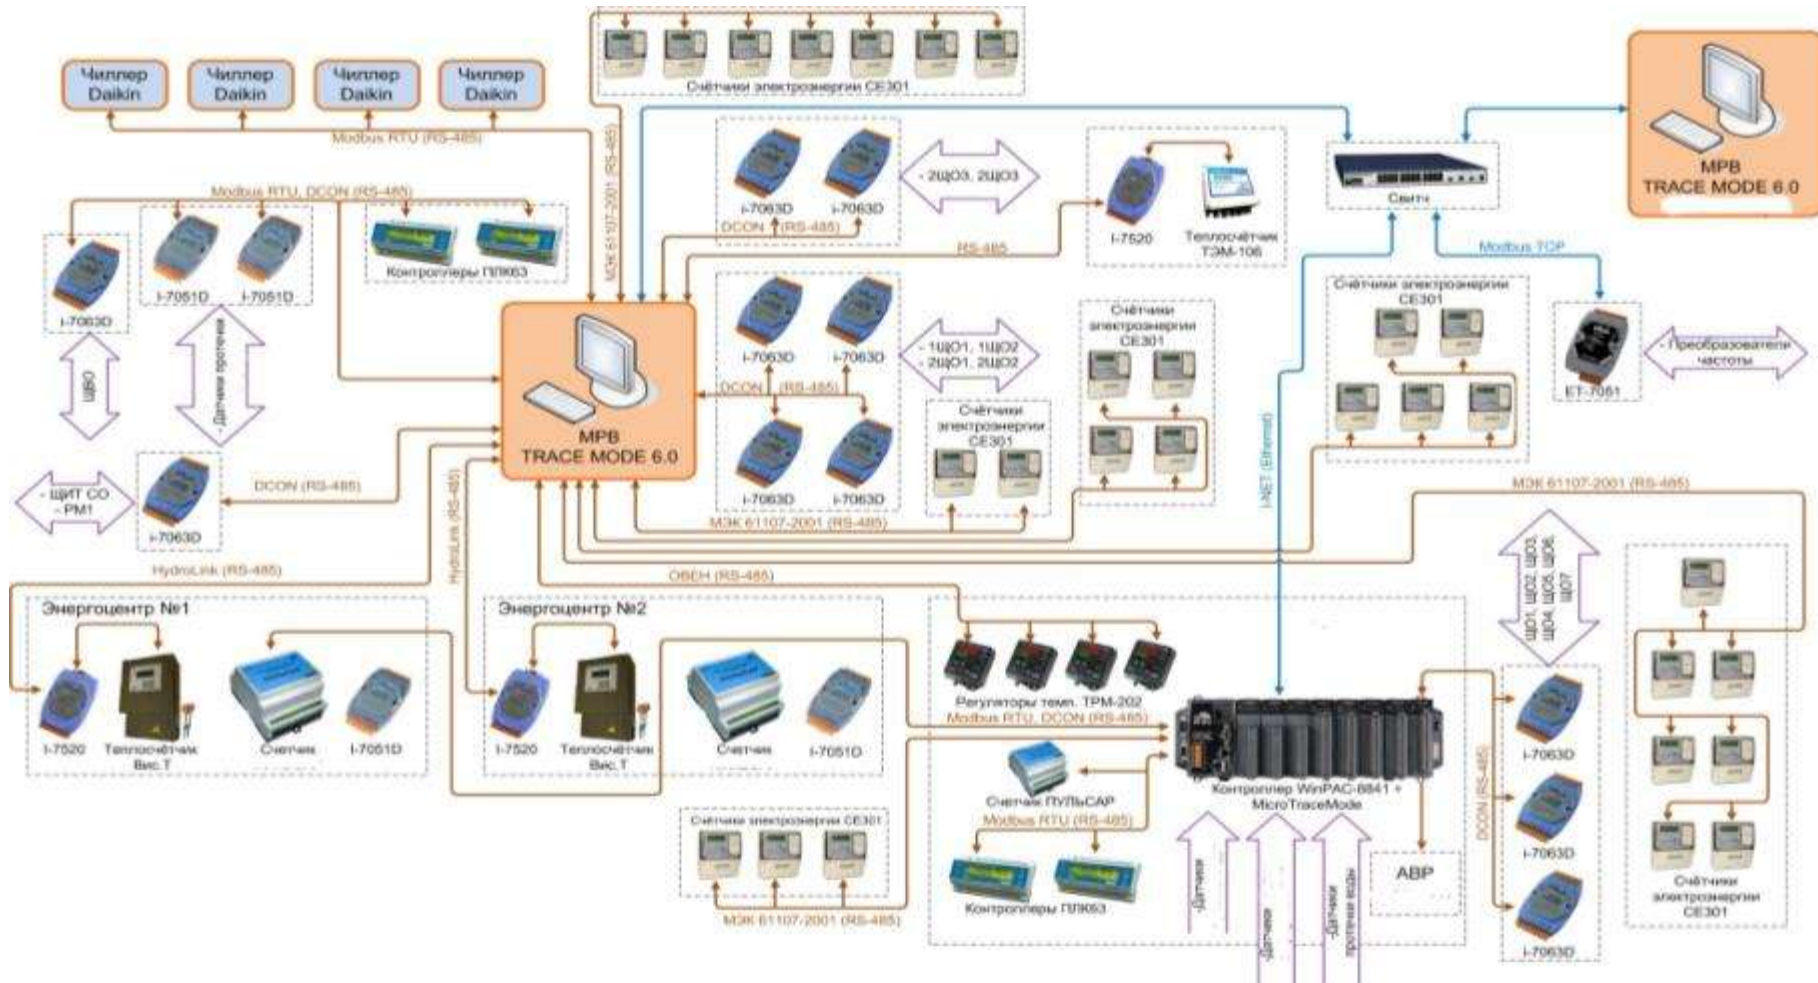 Счётчики электроэнергии СЕ301
Чиллер
Daikin
Чиллер
Daikin
Чиллер
Daikin
Чиллер
Daikin
Modbus RTU (RS-485)
МЭК 61107-2001 (RS-485)
Modbus RTU, DCON (RS-485)
I-7063D
I-7051D
I-7051D
Контроллеры ПЛК63
ЩВО
- Датчики протечки
i-7063D
i-7063D
DCON (RS-485)
- 2ЩО3, 2ЩО3
RS-485
I-7520
Теплосчётчик
ТЭМ-106
Свитч
МРВ
TRACE MODE 6.0
Modbus TCP
I-NET (Ethernet)
ET-7051
- Преобразователи
частоты
Счётчики электроэнергии
СЕ301
МРВ
TRACE MODE 6.0
i-7063D
i-7063D
DCON (RS-485)
i-7063D
i-7063D
- 1ЩО1, 1ЩО2
- 2ЩО1, 2ЩО2
Счётчики
электроэнергии
СЕ301
Счётчики
электроэнергии
СЕ301
МЭК 61107-2001 (RS-485)
- ЩИТ СО
- РМ1
i-7063D
DCON (RS-485)
HydroLink (RS-485)
HydroLink (RS-485)
ОВЕН (RS-485)
МЭК 61107-2001 (RS-485)
Энергоцентр №1
I-7520
Теплосчётчик
Вис.Т
Счетчик
I-7051D
Энергоцентр №2
I-7520
Теплосчётчик
Вис.Т
Счетчик
I-7051D
Регуляторы темп. ТРМ-202
Modbus RTU, DCON (RS-485)
Счетчик ПУЛЬСАР
Modbus RTU (RS-485)
Контроллеры ПЛК63
Контроллер WinPAC-8841 +
MicroTraceMode
-Датчики
-Датчики
-Датчики
протечки воды
АВР
DCON (RS-485)
ЩО1, ЩО2, ЩО3,
ЩО4, ЩО5, ЩО6,
ЩО7
i-7063D
i-7063D
i-7063D
Счётчики
электроэнергии
СЕ301
Счётчики электроэнергии СЕ301
МЭК 61107-2001 (RS-485)